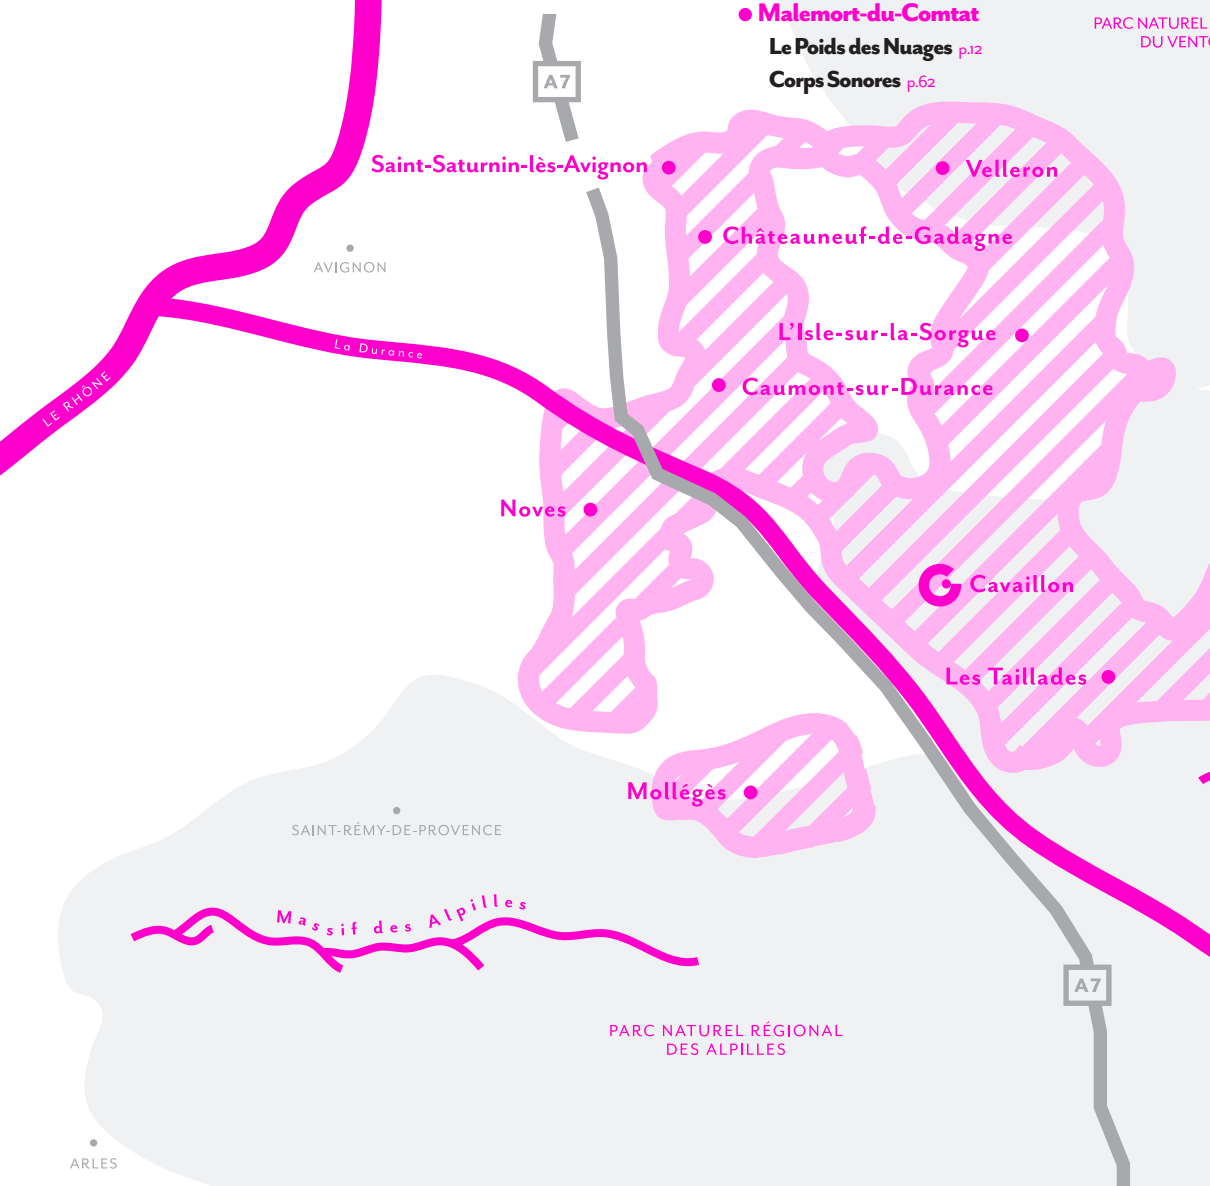 Malemort-du-Comtat
Le Poids des Nuages p.12
Corps Sonores p.62
PARC NATUREL
A7
Saint-Saturnin-lès-Avignon
Velleron
Châteauneuf-de-Gadagne
AVIGNON
L'Isle-sur-la-Sorgue
La Durance
Caumont-sur-Durance
LE RHÔNE
Noves
Cavaillon
Les Taillades
Mollégès
SAINT-RÉMY-DE-PROVENCE
Massif des Alpilles
A7
PARC NATUREL RÉGIONAL
DES ALPILLES
ARLES